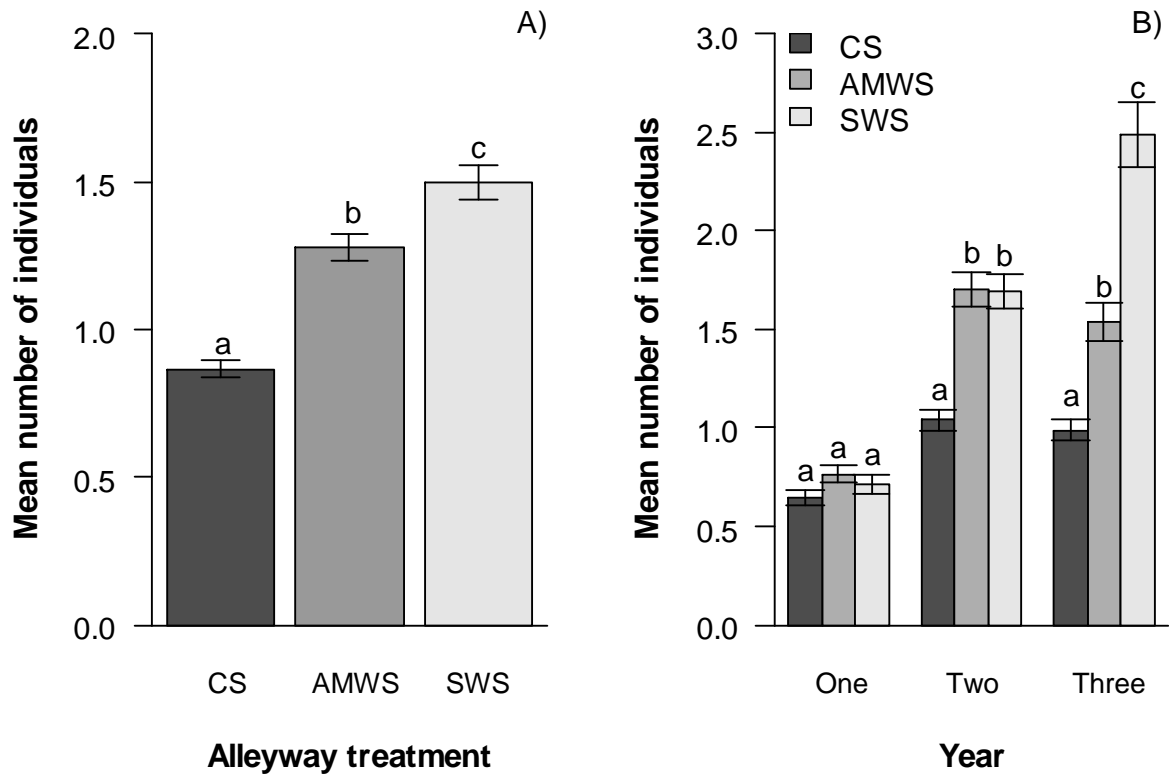 A)
2.0
1.5
1.0
0.5
0.0
Mean number of individuals
a
b
c
CS
AMWS
SWS
Alleyway treatment
B)
3.0
2.5
2.0
1.5
1.0
0.5
0.0
Mean number of individuals
CS
AMWS
SWS
a
a
a
a
b
b
a
b
c
One
Two
Three
Year